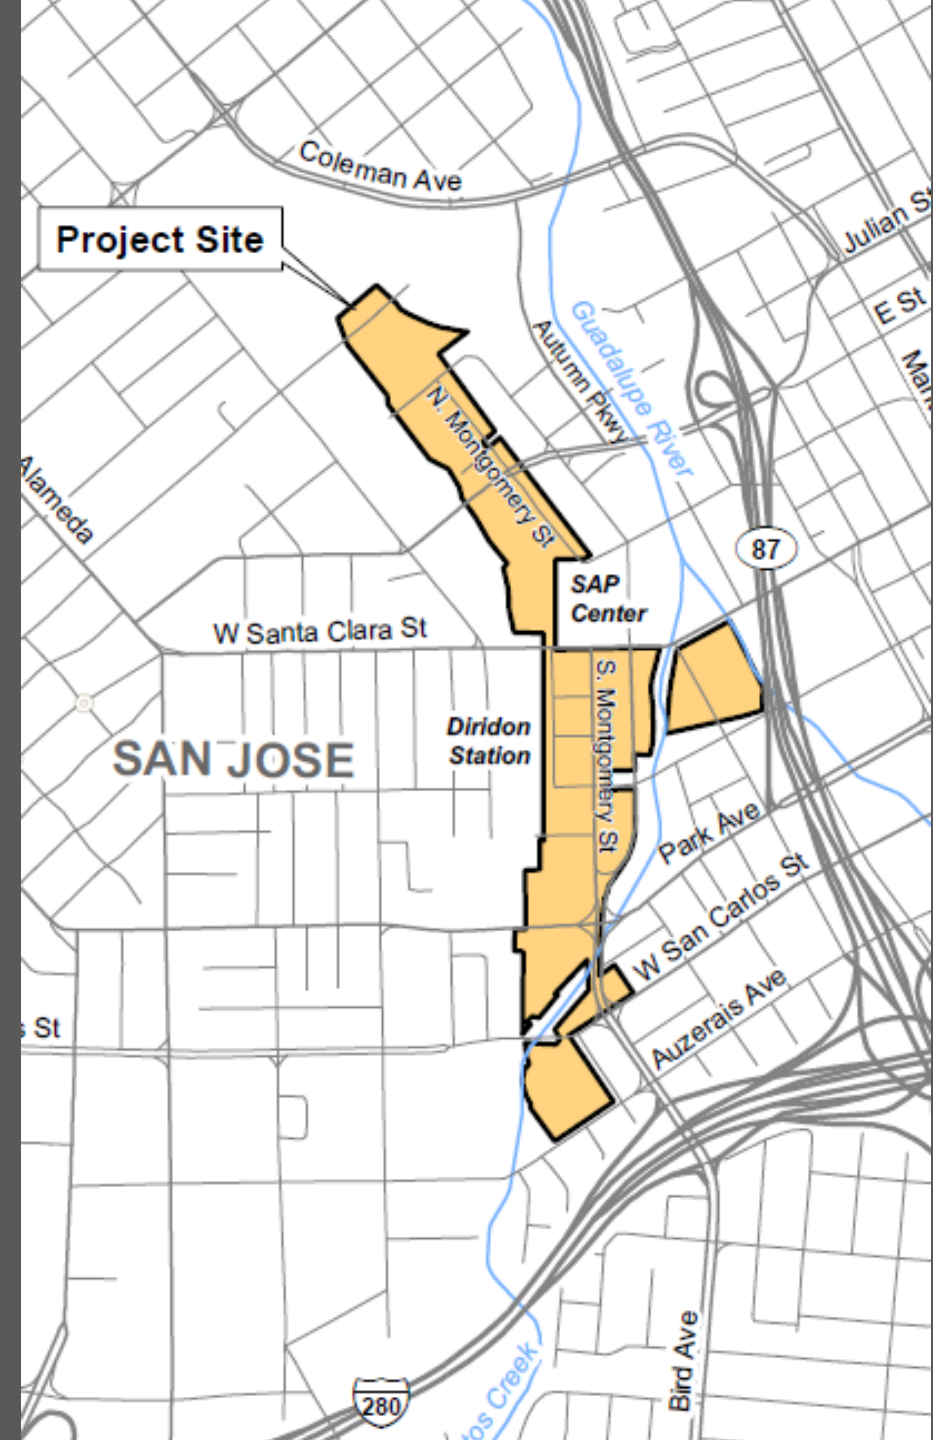 Coleman Ave
Project Site
Julian St
E St
Guadalupe River
Autumn Pkwy
N. Montgomery St
Alameda
87
SAP
Center
W Santa Clara St
S. Montgomery St
Diridon
Station
SAN JOSE
Park Ave
W San Carlos St
Auzerais Ave
s St
Bird Ave
280
tos Creek